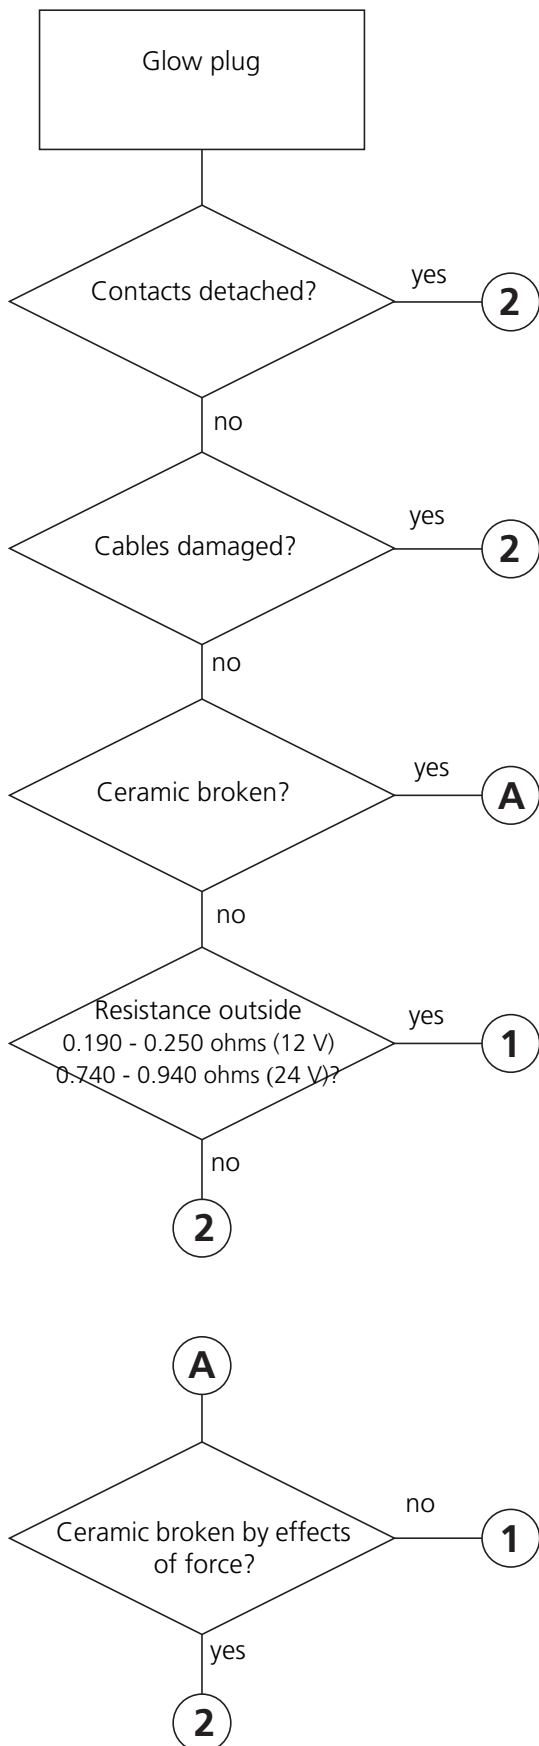 Glow plug
Contacts detached?
yes
2
no
Cables damaged?
yes
2
no
Ceramic broken?
yes
A
no
Resistance outside
0.190 - 0.250 ohms (12 V)
0.740 - 0.940 ohms (24 V)?
yes
1
no
2
A
Ceramic broken by effects
of force?
no
1
yes
2